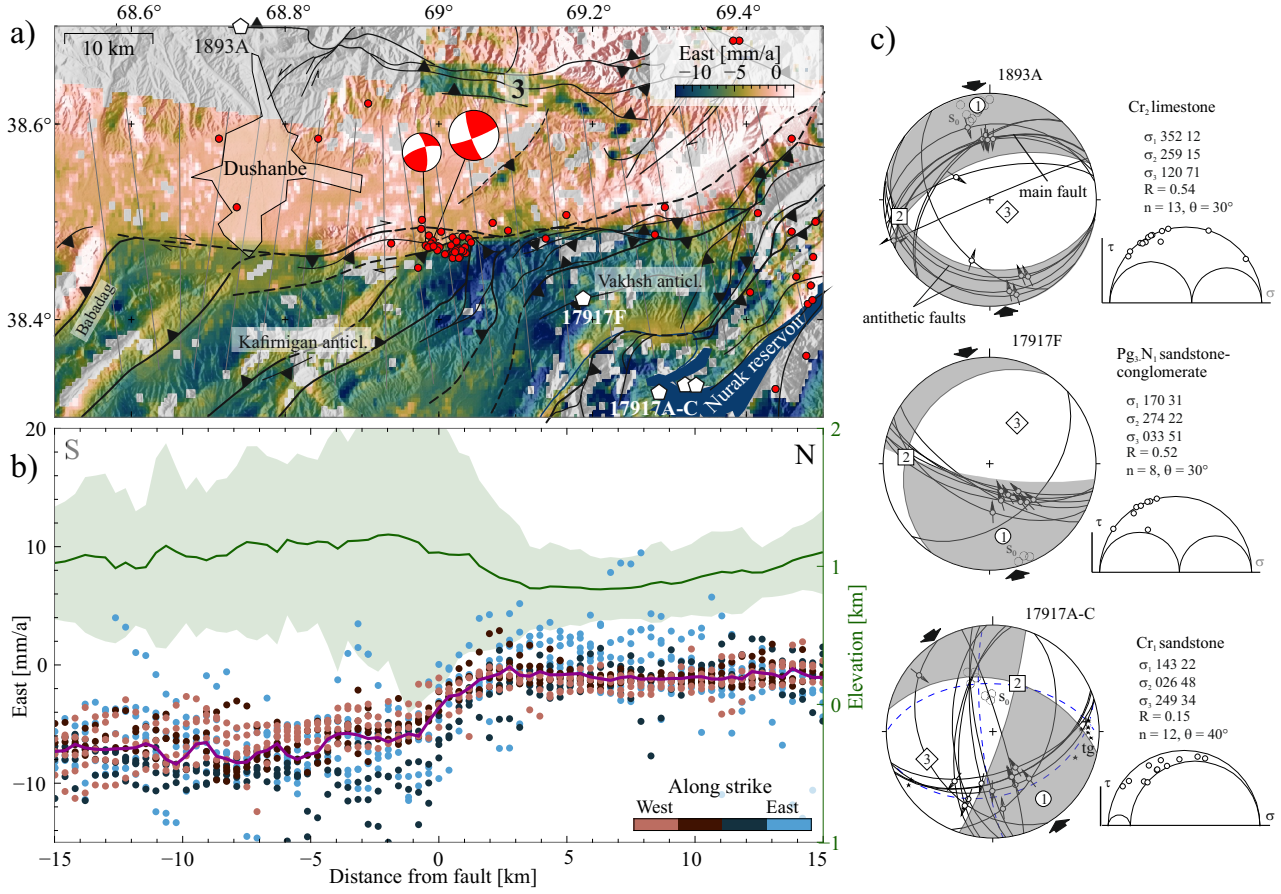 a)
68.6°
68.8°
69°
69.2°
69.4°
10 km
1893A
East [mm/a]
−10
−5
0
3
38.6°
Dushanbe
38.4°
Babadag
Kafirnigan anticl.
Vakhsh anticl.
17917F
Nurak reservoir
17917A-C
b)
S
N
20
10
0
−10
East [mm/a]
2
1
0
−1
Elevation [km]
Along strike
West
East
−15
−10
−5
0
5
10
15
Distance from fault [km]
c)
1893A
1
s₀
main fault
2
3
antithetic faults
Cr₂ limestone
σ₁ 352 12
σ₂ 259 15
σ₃ 120 71
R = 0.54
n = 13, θ = 30°
τ
σ
17917F
3
2
1
s₀
Pg₃-N₁ sandstone-
conglomerate
σ₁ 170 31
σ₂ 274 22
σ₃ 033 51
R = 0.52
n = 8, θ = 30°
τ
σ
17917A-C
2
s₀
tg
3
1
Cr₁ sandstone
σ₁ 143 22
σ₂ 026 48
σ₃ 249 34
R = 0.15
n = 12, θ = 40°
τ
σ